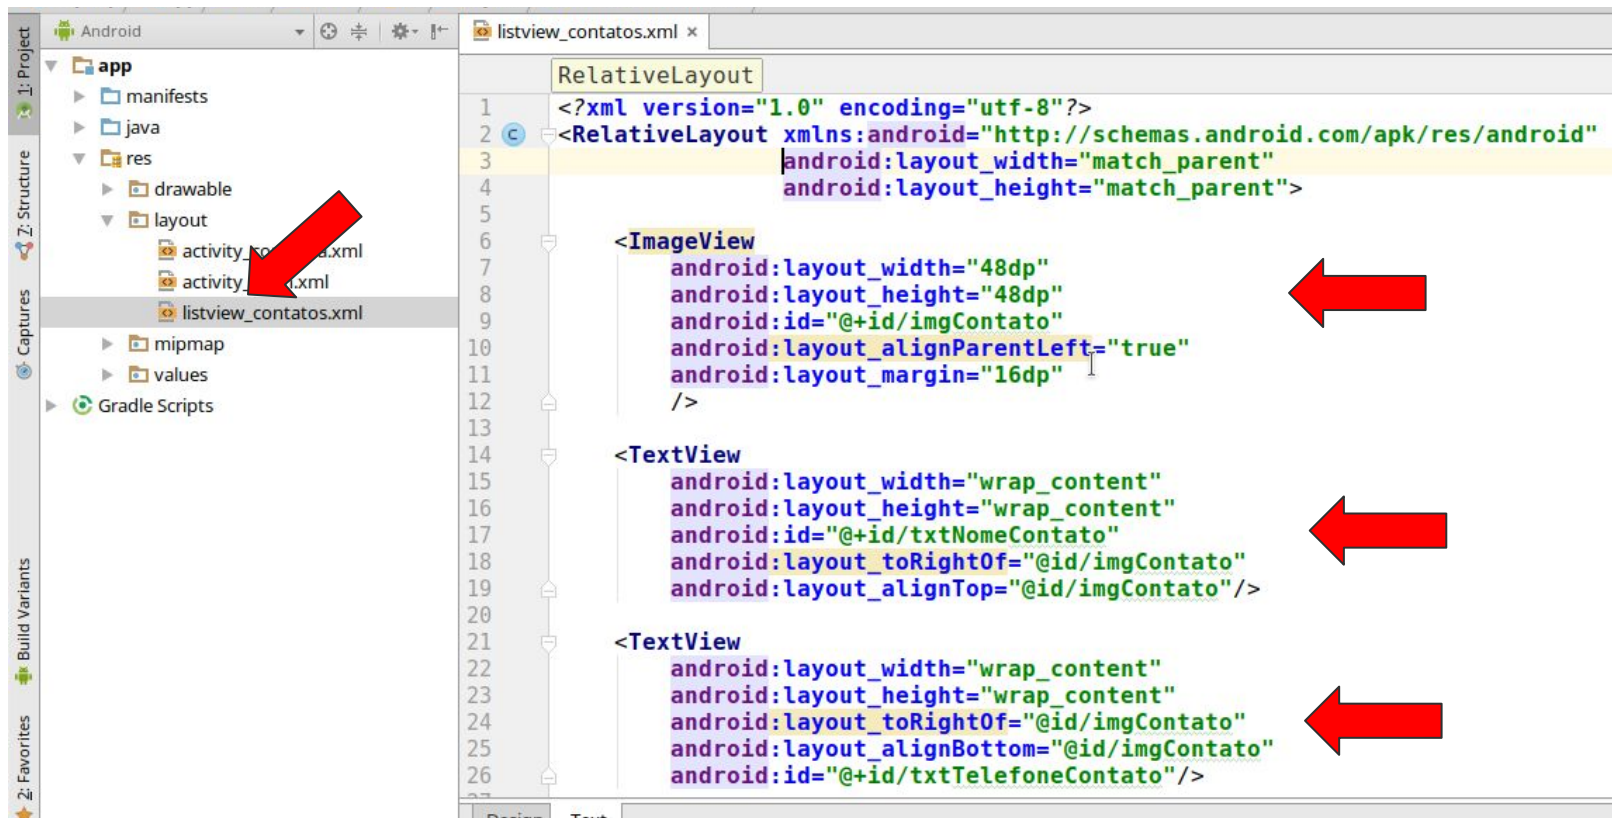 1: Project
Z: Structure
Captures
Build Variants
2: Favorites
Android
app
manifests
java
res
drawable
layout
activity_
.xml
activity_
.xml
listview_contatos.xml
mipmap
values
Gradle Scripts
listview_contatos.xml ×
RelativeLayout
1 <?xml version="1.0" encoding="utf-8"?>
2 C <RelativeLayout xmlns:android="http://schemas.android.com/apk/res/android"
3 android:layout_width="match_parent"
4 android:layout_height="match_parent">
5
6 <ImageView
7 android:layout_width="48dp"
8 android:layout_height="48dp"
9 android:id="@+id/imgContato"
10 android:layout_alignParentLeft="true"
11 android:layout_margin="16dp"
12 />
13
14 <TextView
15 android:layout_width="wrap_content"
16 android:layout_height="wrap_content"
17 android:id="@+id/txtNomeContato"
18 android:layout_toRightOf="@id/imgContato"
19 android:layout_alignTop="@id/imgContato"/>
20
21 <TextView
22 android:layout_width="wrap_content"
23 android:layout_height="wrap_content"
24 android:layout_toRightOf="@id/imgContato"
25 android:layout_alignBottom="@id/imgContato"
26 android:id="@+id/txtTelefoneContato"/>
Design Text